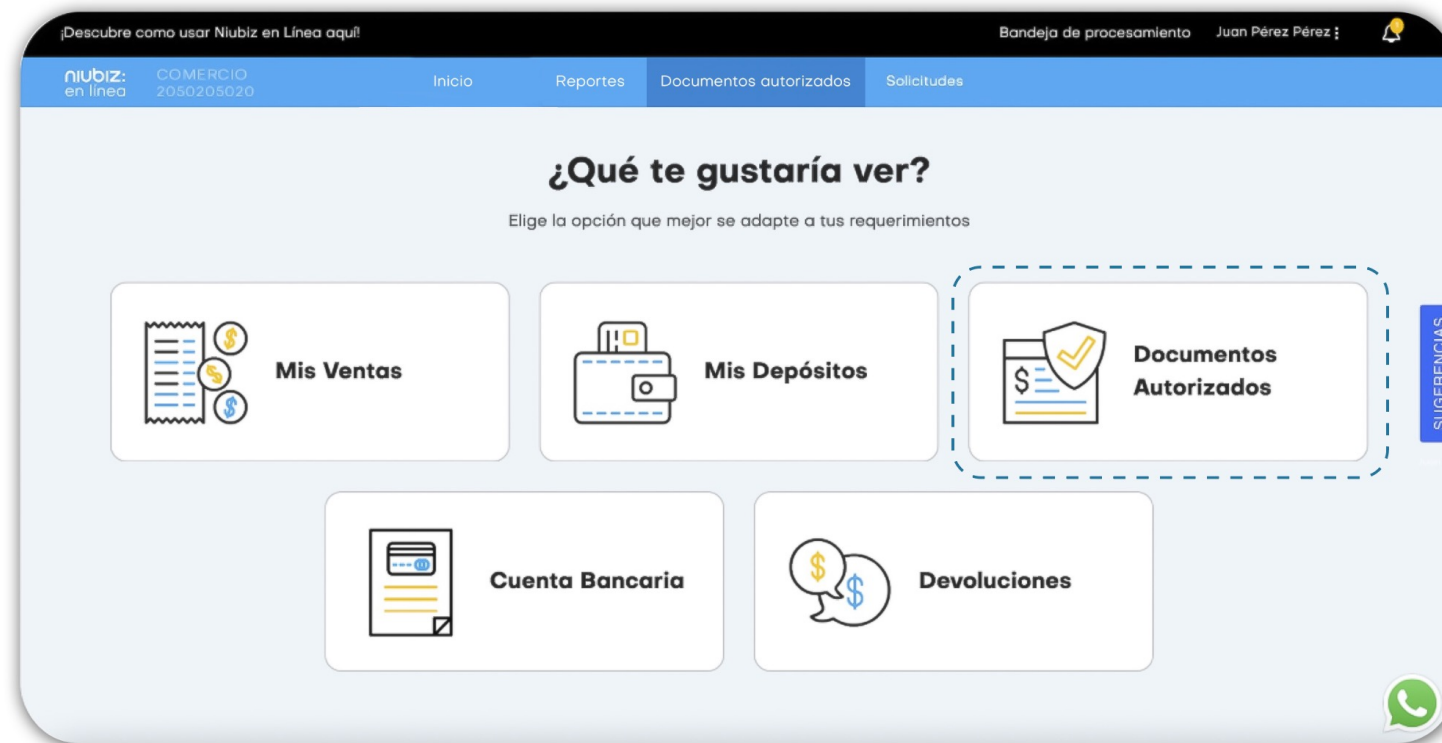 ¡Descubre como usar Niubiz en Línea aquí!
Bandeja de procesamiento
Juan Pérez Pérez
niubiz:
en línea
COMERCIO
2050205020
Inicio
Reportes
Documentos autorizados
Solicitudes
¿Qué te gustaría ver?
Elige la opción que mejor se adapte a tus requerimientos
Mis Ventas
Mis Depósitos
Documentos
Autorizados
SUGERENCIAS
Cuenta Bancaria
Devoluciones